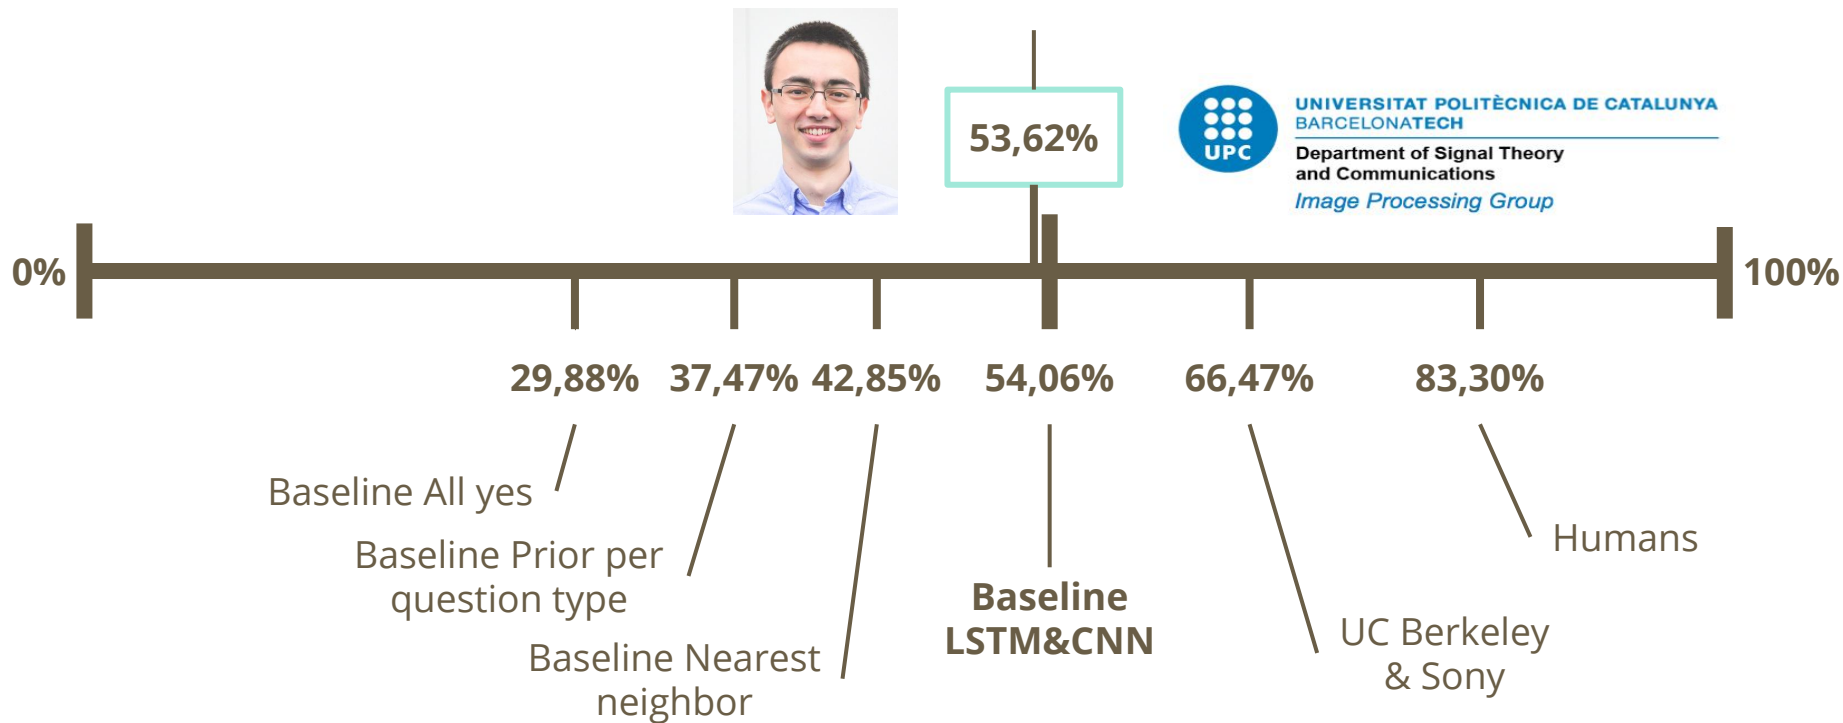 53,62%
UPC
UNIVERSITAT POLITÈCNICA DE CATALUNYA
BARCELONATECH
Department of Signal Theory
and Communications
Image Processing Group
0%
100%
29,88%
37,47%
42,85%
54,06%
66,47%
83,30%
Baseline All yes
Baseline Prior per
question type
Baseline Nearest
neighbor
Baseline
LSTM&CNN
UC Berkeley
& Sony
Humans